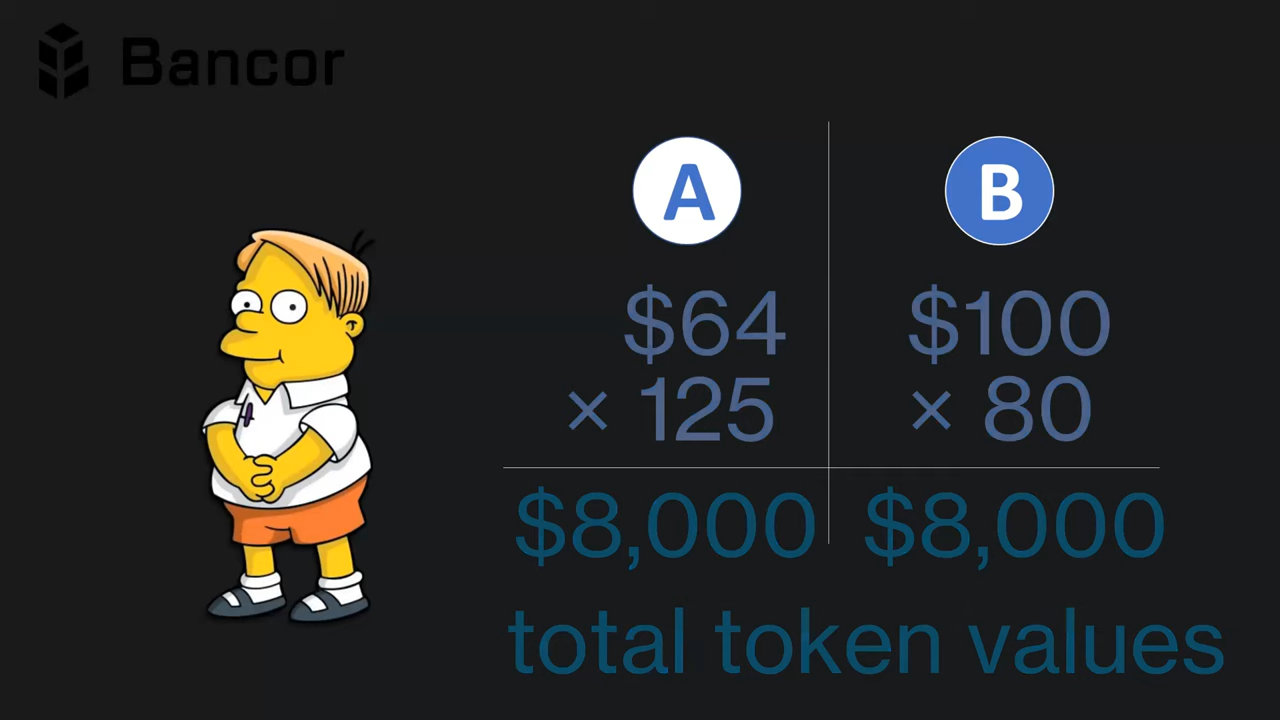 Bancor
A B
$64 $100
× 125 × 80
$8,000 $8,000
total token values